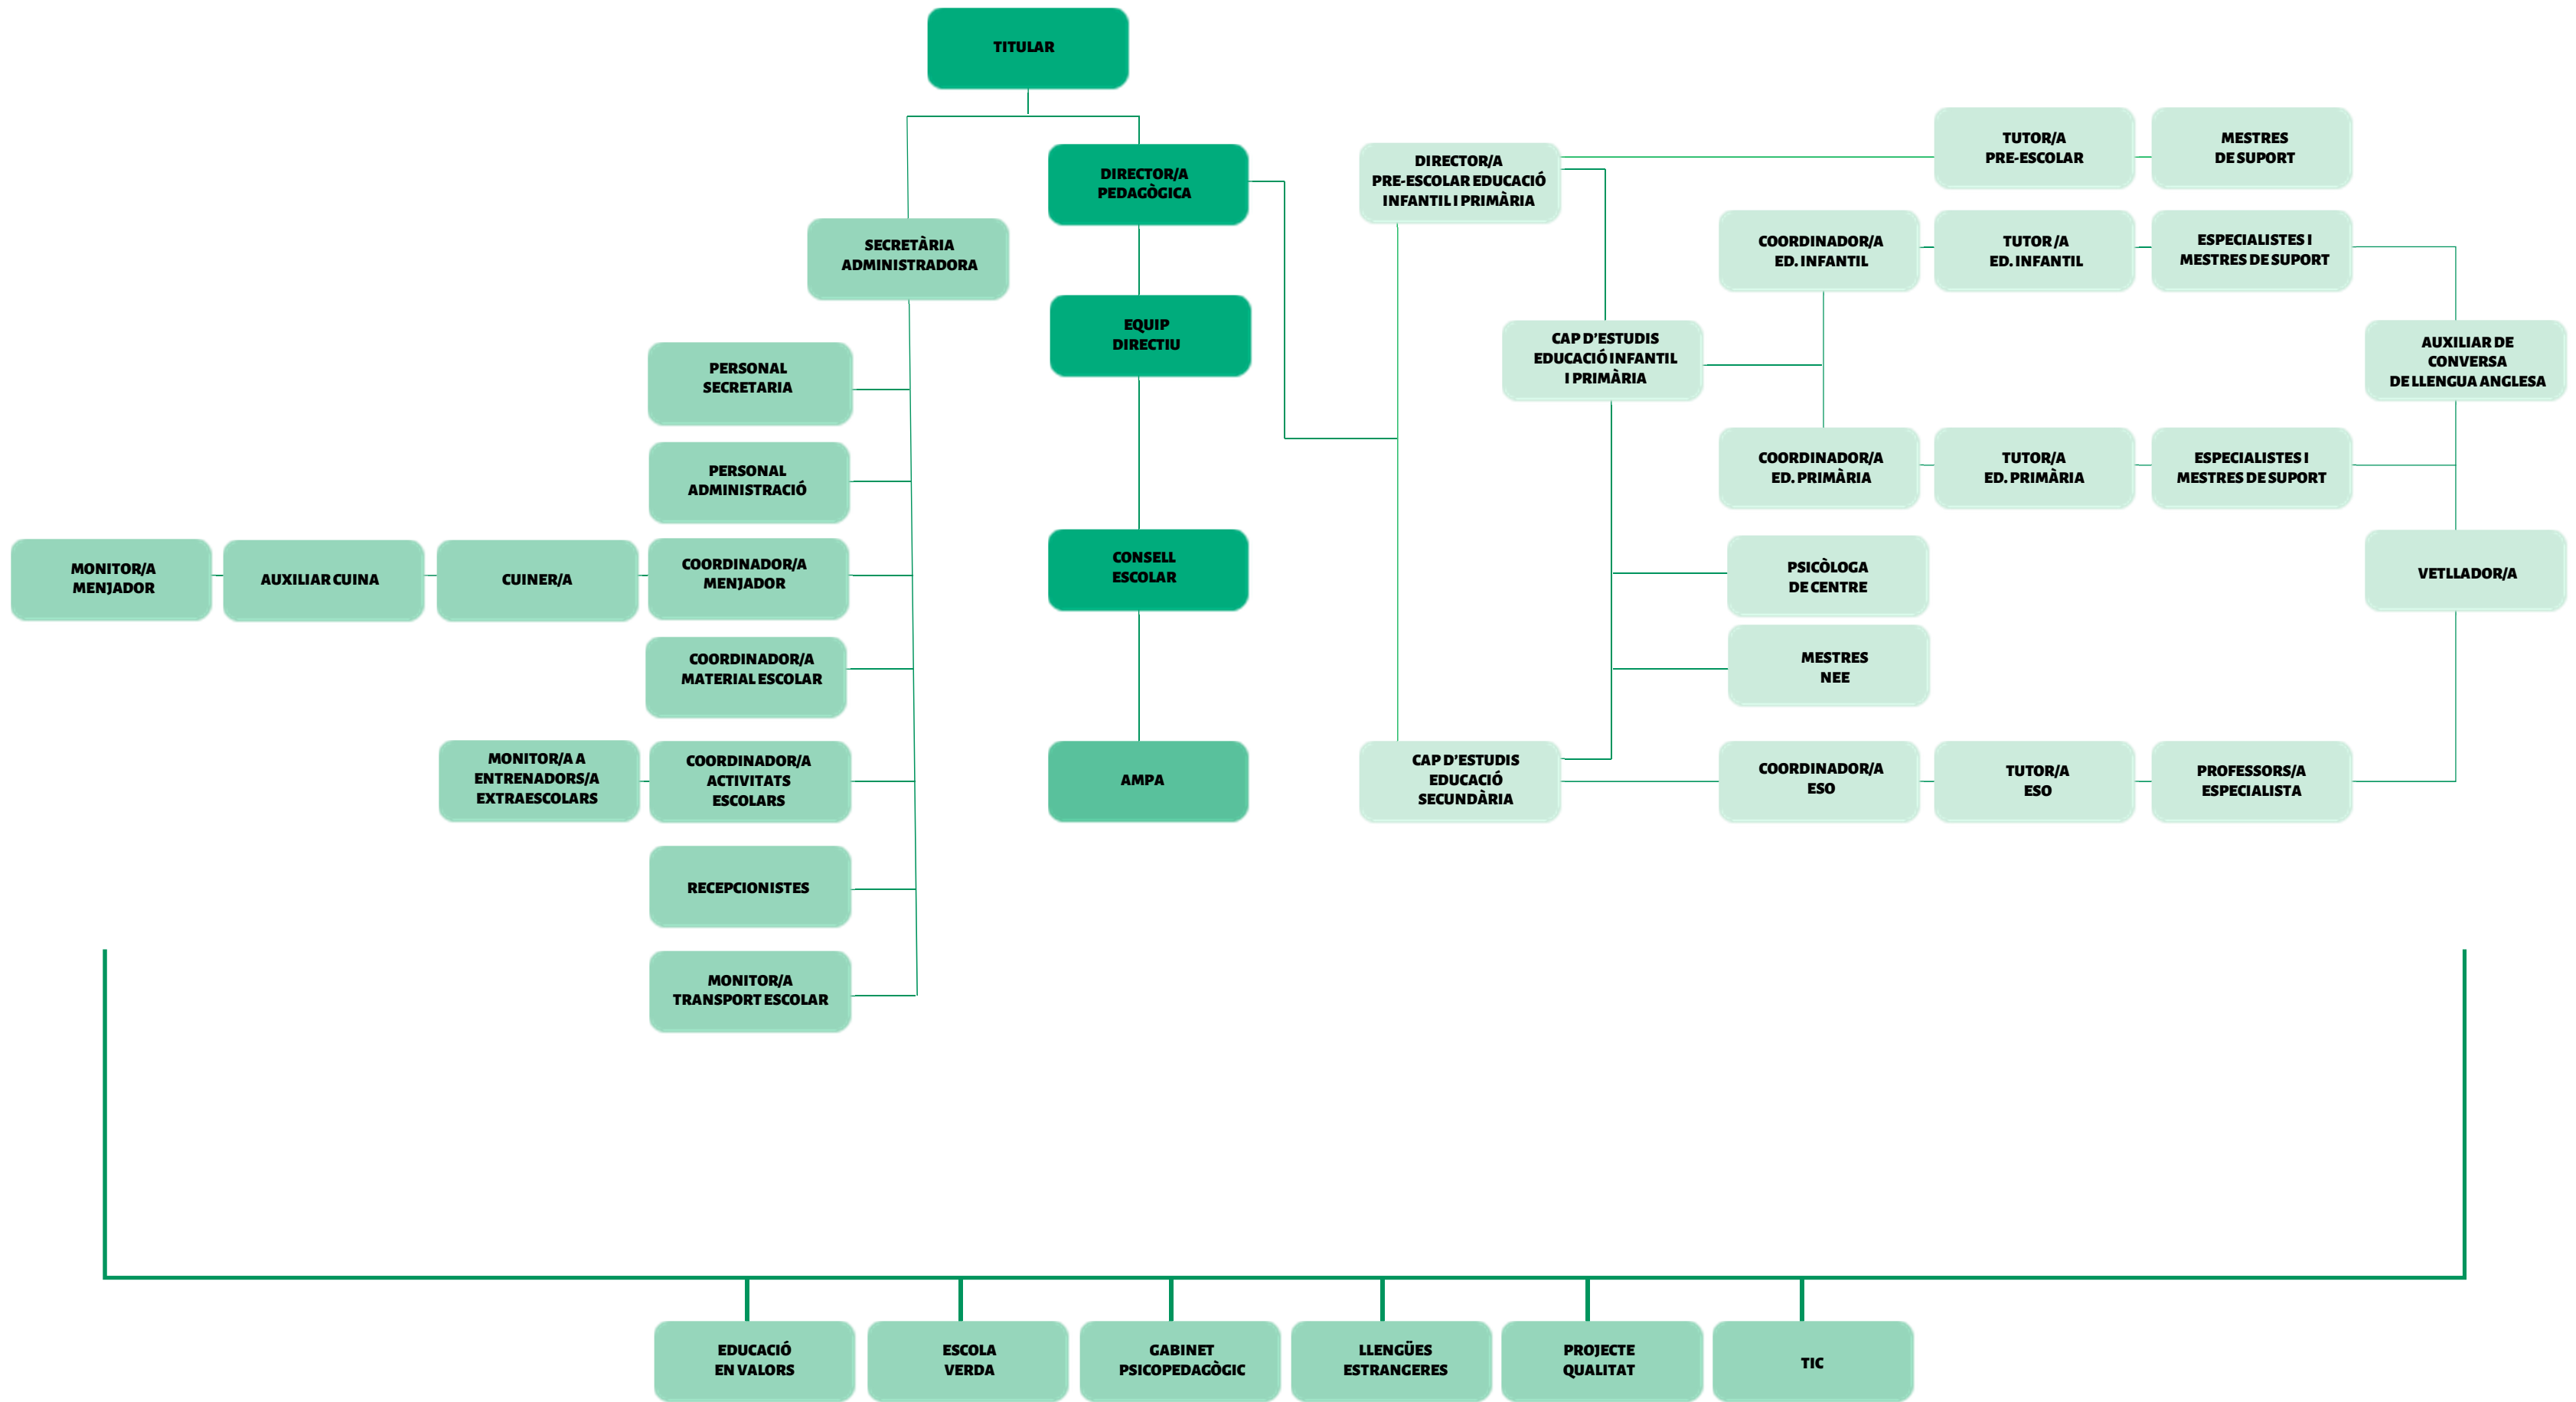 TITULAR
DIRECTOR/A
PEDAGÒGICA
SECRETÀRIA
ADMINISTRADORA
EQUIP
DIRECTIU
CONSELL
ESCOLAR
AMPA
PERSONAL
SECRETARIA
PERSONAL
ADMINISTRACIÓ
MONITOR/A
MENJADOR
AUXILIAR CUINA
CUINER/A
COORDINADOR/A
MENJADOR
COORDINADOR/A
MATERIAL ESCOLAR
MONITOR/A A
ENTRENADORS/A
EXTRAESCOLARS
COORDINADOR/A
ACTIVITATS
ESCOLARS
RECEPCIONISTES
MONITOR/A
TRANSPORT ESCOLAR
DIRECTOR/A
PRE-ESCOLAR EDUCACIÓ
INFANTIL I PRIMÀRIA
TUTOR/A
PRE-ESCOLAR
MESTRES
DE SUPORT
COORDINADOR/A
ED. INFANTIL
TUTOR /A
ED. INFANTIL
ESPECIALISTES I
MESTRES DE SUPORT
CAP D'ESTUDIS
EDUCACIÓ INFANTIL
I PRIMÀRIA
AUXILIAR DE
CONVERSA
DE LLENGUA ANGLESA
COORDINADOR/A
ED. PRIMÀRIA
TUTOR/A
ED. PRIMÀRIA
ESPECIALISTES I
MESTRES DE SUPORT
PSICÒLOGA
DE CENTRE
VETLLADOR/A
MESTRES
NEE
CAP D'ESTUDIS
EDUCACIÓ
SECUNDÀRIA
COORDINADOR/A
ESO
TUTOR/A
ESO
PROFESSORS/A
ESPECIALISTA
EDUCACIÓ
EN VALORS
ESCOLA
VERDA
GABINET
PSICOPEDAGÒGIC
LLENGÜES
ESTRANGERES
PROJECTE
QUALITAT
TIC